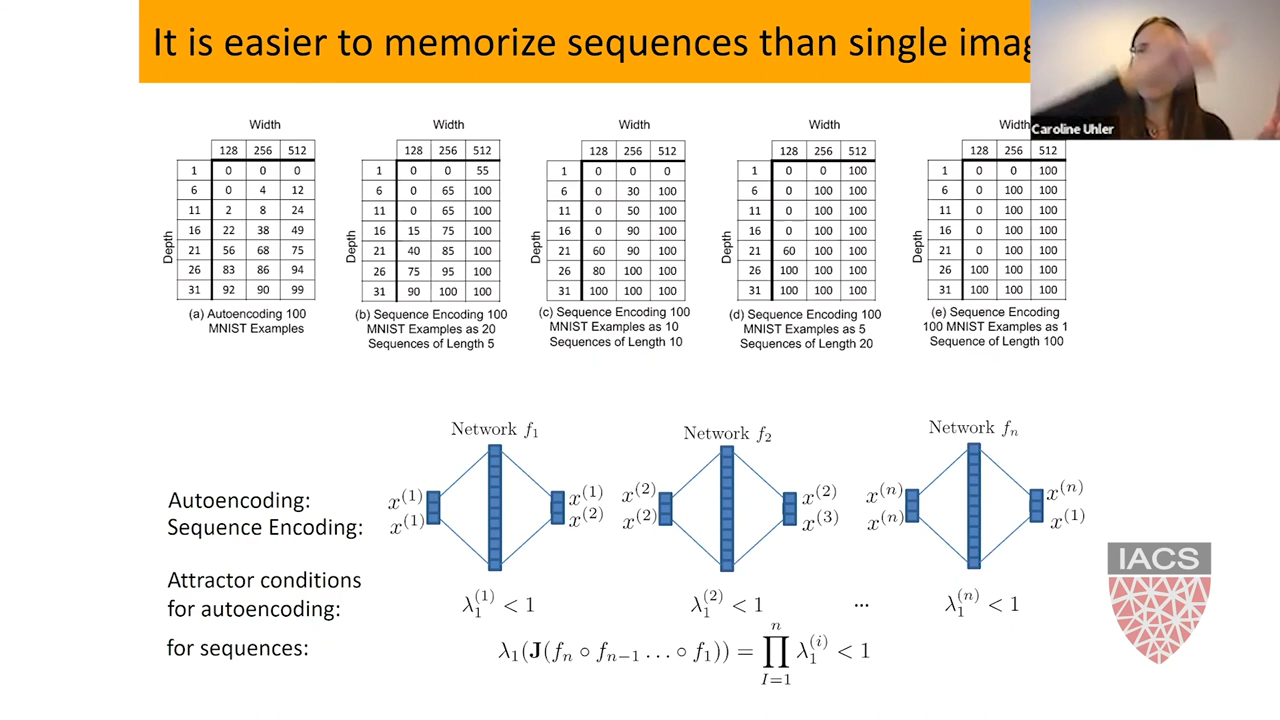 It is easier to memorize sequences than single imag
Caroline Uhler
Width
128 256 512
1 0 0 0
6 0 4 12
11 2 8 24
16 22 38 49
21 56 68 75
26 83 86 94
31 92 90 99
Depth
(a) Autoencoding 100
MNIST Examples
Width
128 256 512
1 0 0 55
6 0 65 100
11 0 65 100
16 15 75 100
21 40 85 100
26 75 95 100
31 90 100 100
Depth
(b) Sequence Encoding 100
MNIST Examples as 20
Sequences of Length 5
Width
128 256 512
1 0 0 0
6 0 30 100
11 0 50 100
16 0 90 100
21 60 90 100
26 80 100 100
31 100 100 100
Depth
(c) Sequence Encoding 100
MNIST Examples as 10
Sequences of Length 10
Width
128 256 512
1 0 0 100
6 0 100 100
11 0 100 100
16 0 100 100
21 60 100 100
26 100 100 100
31 100 100 100
Depth
(d) Sequence Encoding 100
MNIST Examples as 5
Sequences of Length 20
Width
128 256 512
1 0 0 100
6 0 100 100
11 0 100 100
16 0 100 100
21 0 100 100
26 100 100 100
31 100 100 100
Depth
(e) Sequence Encoding
100 MNIST Examples as 1
Sequence of Length 100
Network f₁ Network f₂ Network fₙ
Autoencoding: x⁽¹⁾ x⁽¹⁾ x⁽²⁾ x⁽²⁾ x⁽ⁿ⁾ x⁽ⁿ⁾
Sequence Encoding: x⁽¹⁾ x⁽²⁾ x⁽²⁾ x⁽³⁾ x⁽ⁿ⁾ x⁽¹⁾
IACS
Attractor conditions
for autoencoding: λ₁⁽¹⁾ < 1 λ₁⁽²⁾ < 1 ... λ₁⁽ⁿ⁾ < 1
for sequences: λ₁(J(fₙ ∘ fₙ₋₁ … ∘ f₁)) = ∏ⁿ_{I=1} λ₁⁽ⁱ⁾ < 1